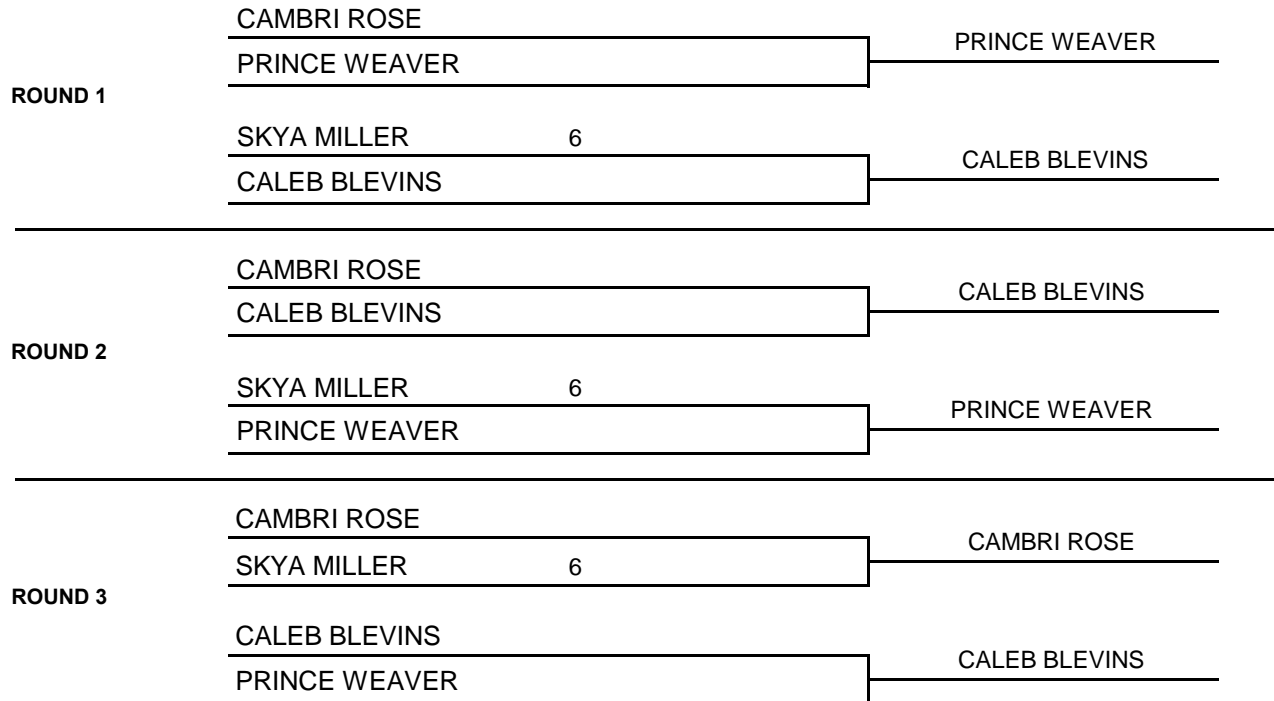 CAMBRI ROSE
PRINCE WEAVER
PRINCE WEAVER
ROUND 1
SKYA MILLER 6
CALEB BLEVINS
CALEB BLEVINS
CAMBRI ROSE
CALEB BLEVINS
CALEB BLEVINS
ROUND 2
SKYA MILLER 6
PRINCE WEAVER
PRINCE WEAVER
CAMBRI ROSE
CAMBRI ROSE
SKYA MILLER 6
ROUND 3
CALEB BLEVINS
CALEB BLEVINS
PRINCE WEAVER